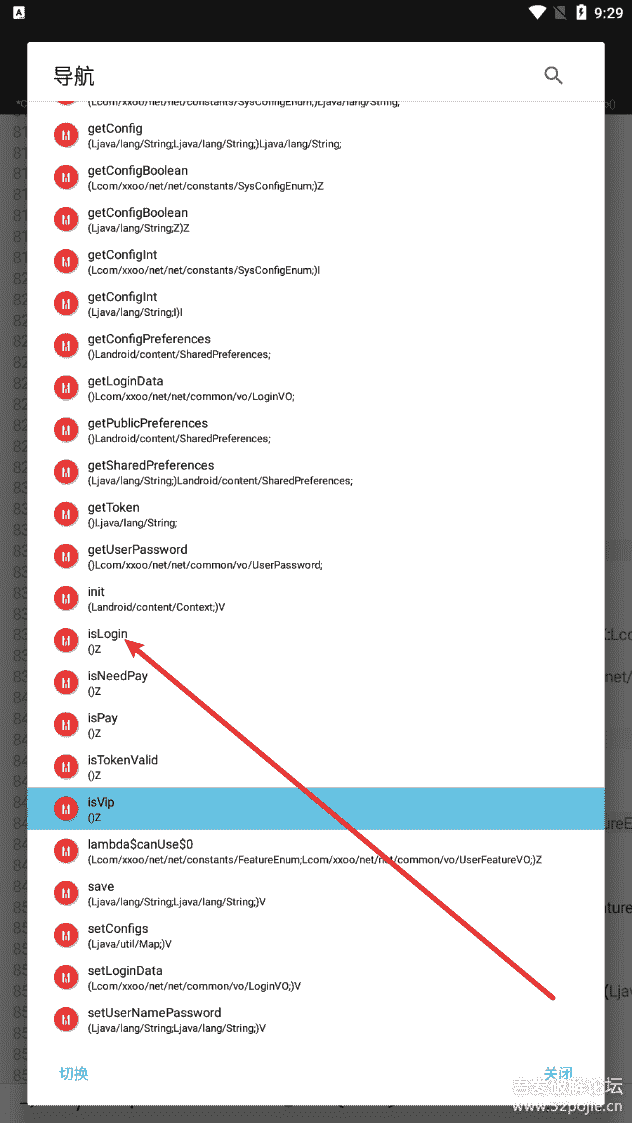 9:29
导航
(Lcom/xxoo/net/net/constants/SysConfigEnum;)Ljava/lang/String;
getConfig
(Ljava/lang/String;Ljava/lang/String;)Ljava/lang/String;
getConfigBoolean
(Lcom/xxoo/net/net/constants/SysConfigEnum;)Z
getConfigBoolean
(Ljava/lang/String;Z)Z
getConfigInt
(Lcom/xxoo/net/net/constants/SysConfigEnum;)I
getConfigInt
(Ljava/lang/String;I)I
getConfigPreferences
()Landroid/content/SharedPreferences;
getLoginData
()Lcom/xxoo/net/net/common/vo/LoginVO;
getPublicPreferences
()Landroid/content/SharedPreferences;
getSharedPreferences
(Ljava/lang/String;)Landroid/content/SharedPreferences;
getToken
()Ljava/lang/String;
getUserPassword
()Lcom/xxoo/net/net/common/vo/UserPassword;
init
(Landroid/content/Context;)V
isLogin
()Z
isNeedPay
()Z
isPay
()Z
isTokenValid
()Z
isVip
()Z
lambda$canUse$0
(Lcom/xxoo/net/net/constants/FeatureEnum;Lcom/xxoo/net/net/common/vo/UserFeatureVO;)Z
save
(Ljava/lang/String;Ljava/lang/String;)V
setConfigs
(Ljava/util/Map;)V
setLoginData
(Lcom/xxoo/net/net/common/vo/LoginVO;)V
setUserNamePassword
(Ljava/lang/String;Ljava/lang/String;)V
切换
关闭
吾爱破解论坛
www.52pojie.cn